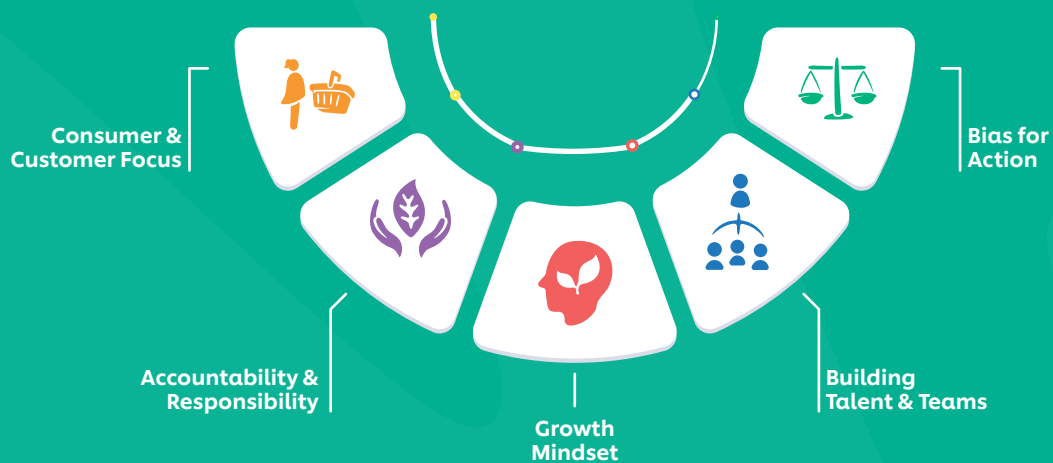 Consumer &
Customer Focus
Accountability &
Responsibility
Growth
Mindset
Building
Talent & Teams
Bias for
Action